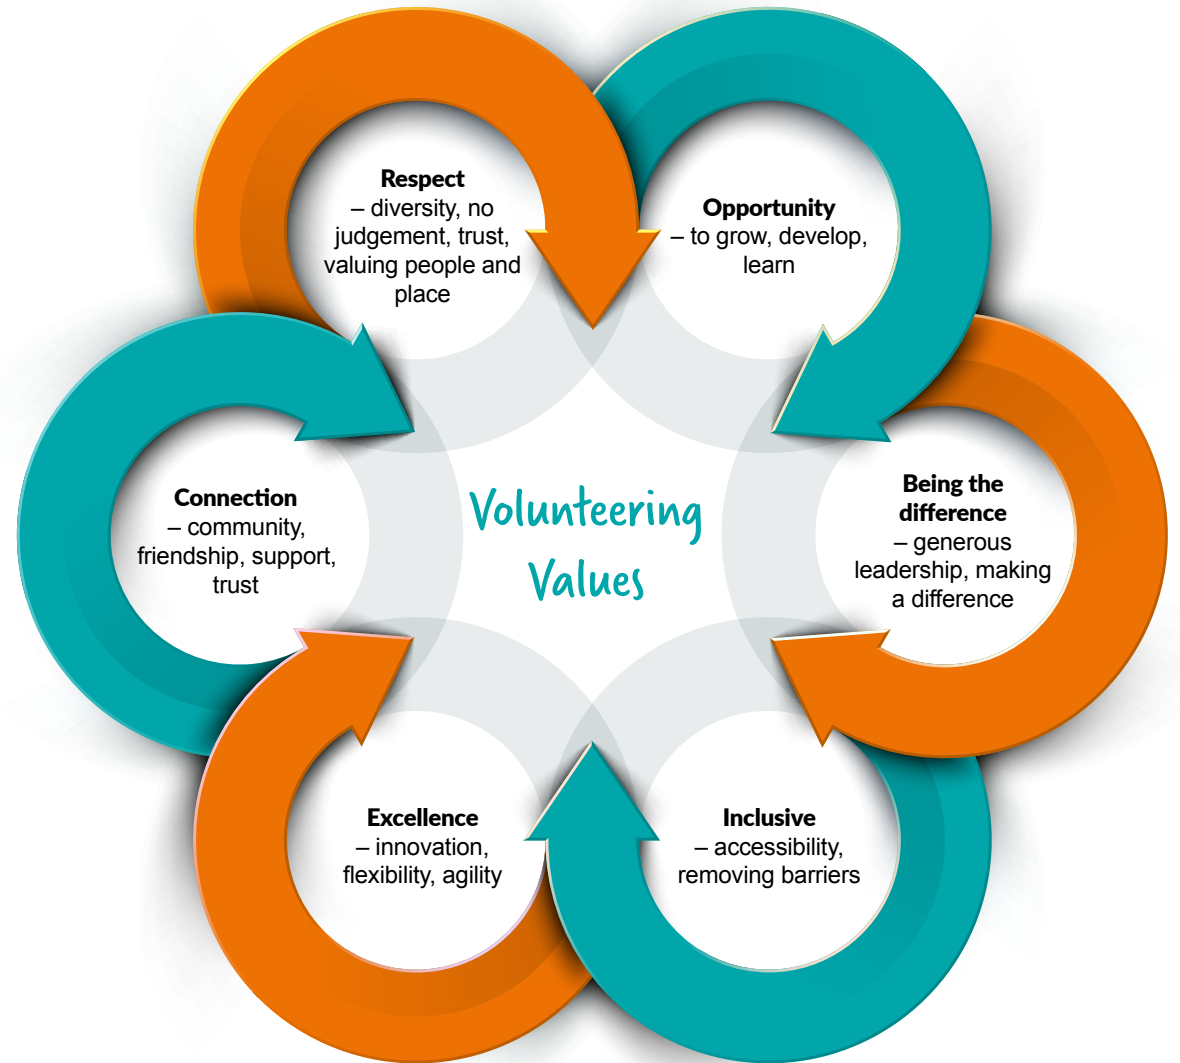 Respect
– diversity, no
judgement, trust,
valuing people and
place
Opportunity
– to grow, develop,
learn
Connection
– community,
friendship, support,
trust
Volunteering
Values
Being the
difference
– generous
leadership, making
a difference
Excellence
– innovation,
flexibility, agility
Inclusive
– accessibility,
removing barriers